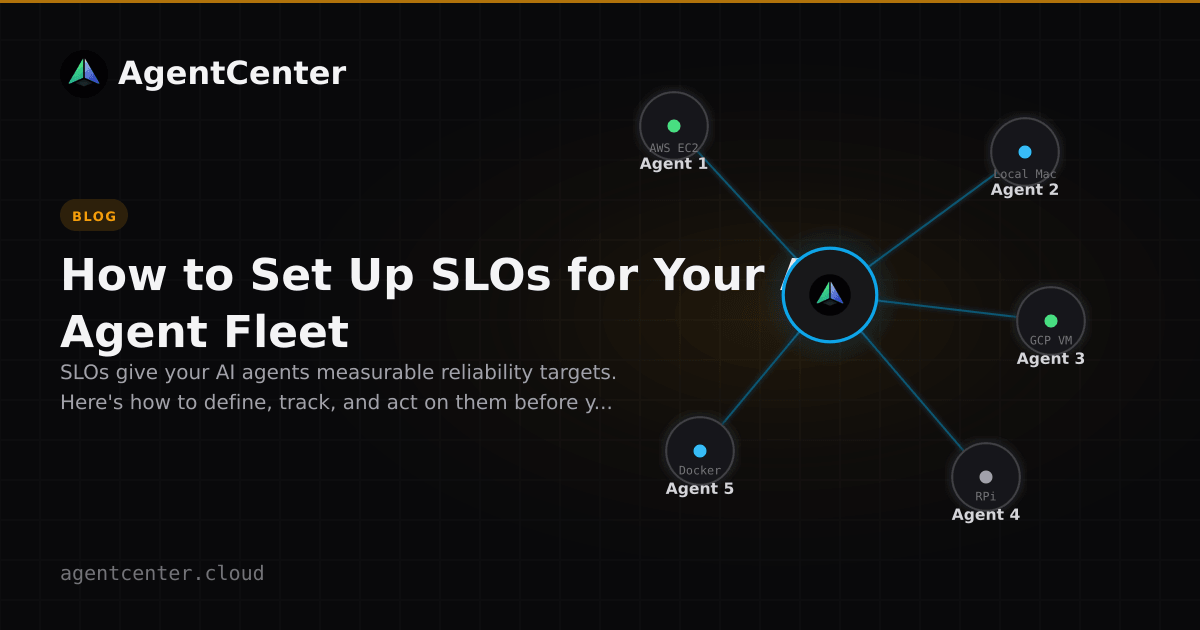 AgentCenter
BLOG
How to Set Up SLOs for Your
Agent Fleet
SLOs give your AI agents measurable reliability targets.
Here's how to define, track, and act on them before y...
agentcenter.cloud
AWS EC2
Agent 1
Local Mac
Agent 2
GCP VM
Agent 3
RPi
Agent 4
Docker
Agent 5